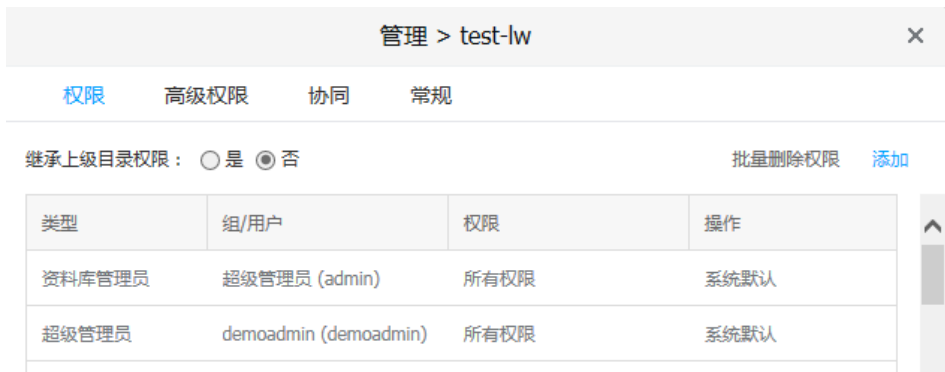 管理 > test-lw ×
权限 高级权限 协同 常规
继承上级目录权限： 是 否 批量删除权限 添加
类型 组/用户 权限 操作
资料库管理员 超级管理员 (admin) 所有权限 系统默认
超级管理员 demoadmin (demoadmin) 所有权限 系统默认